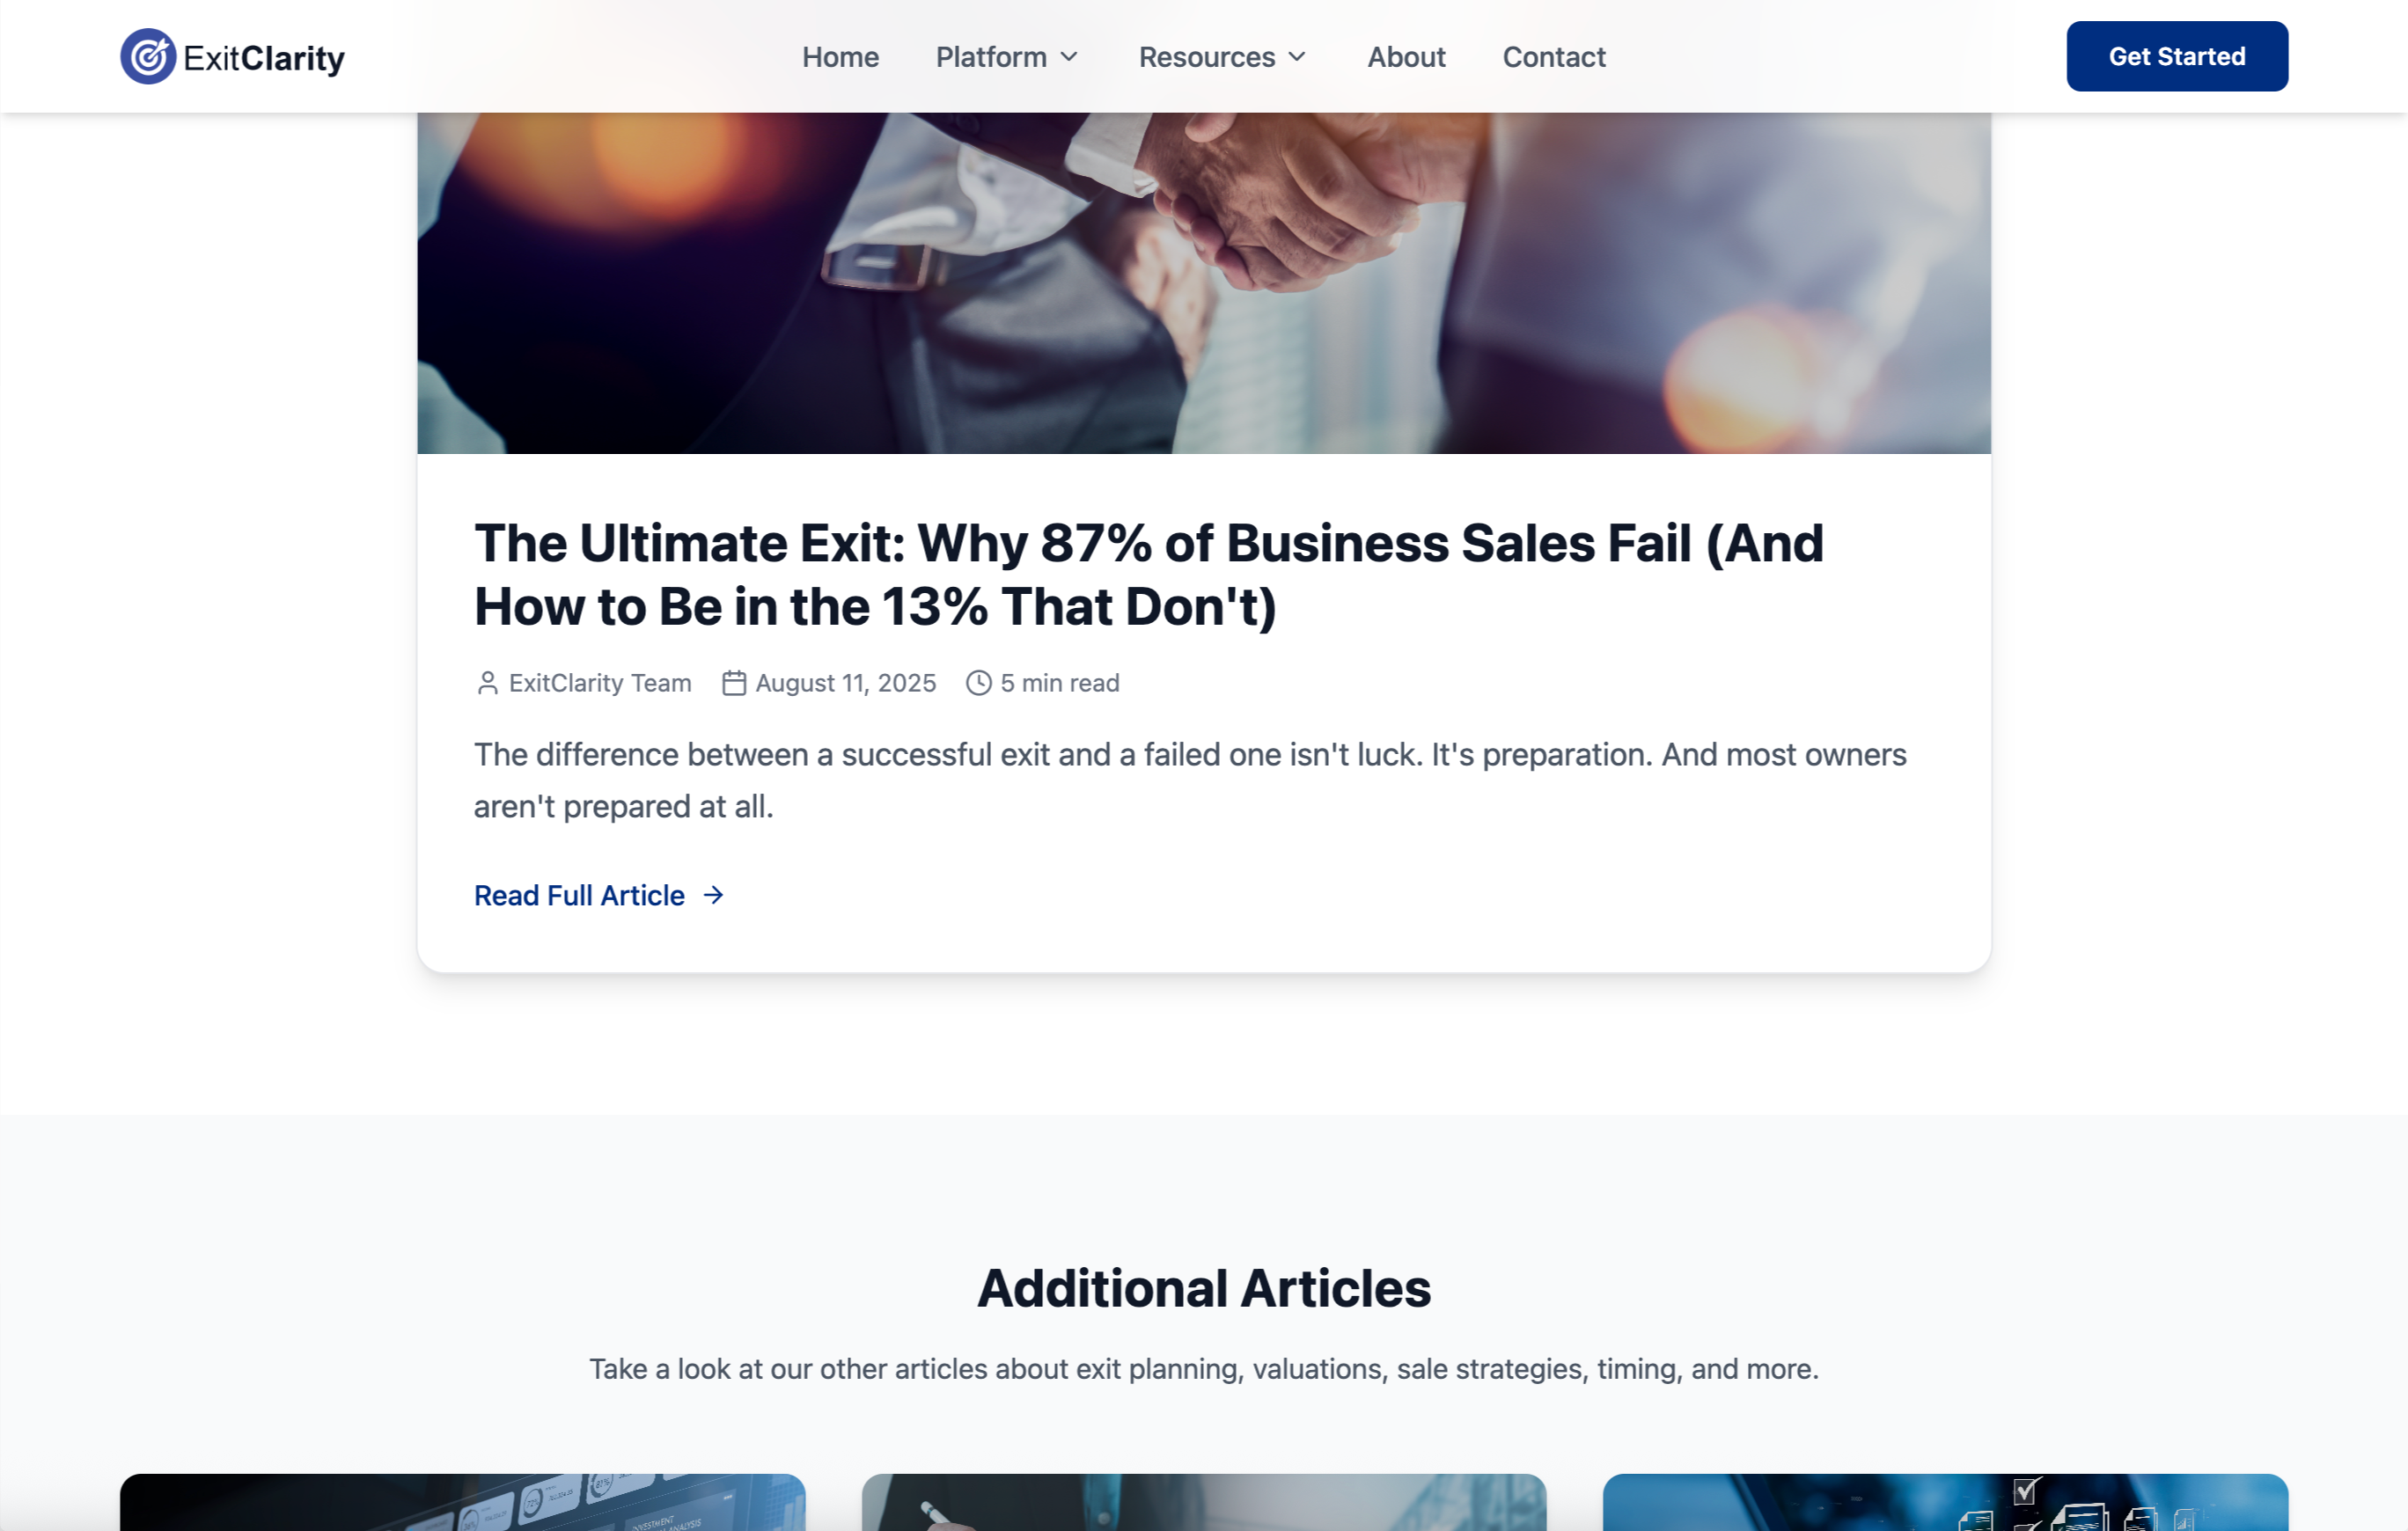 ExitClarity
Home
Platform
Resources
About
Contact
Get Started
The Ultimate Exit: Why 87% of Business Sales Fail (And
How to Be in the 13% That Don't)
ExitClarity Team
August 11, 2025
5 min read
The difference between a successful exit and a failed one isn't luck. It's preparation. And most owners
aren't prepared at all.
Read Full Article
Additional Articles
Take a look at our other articles about exit planning, valuations, sale strategies, timing, and more.